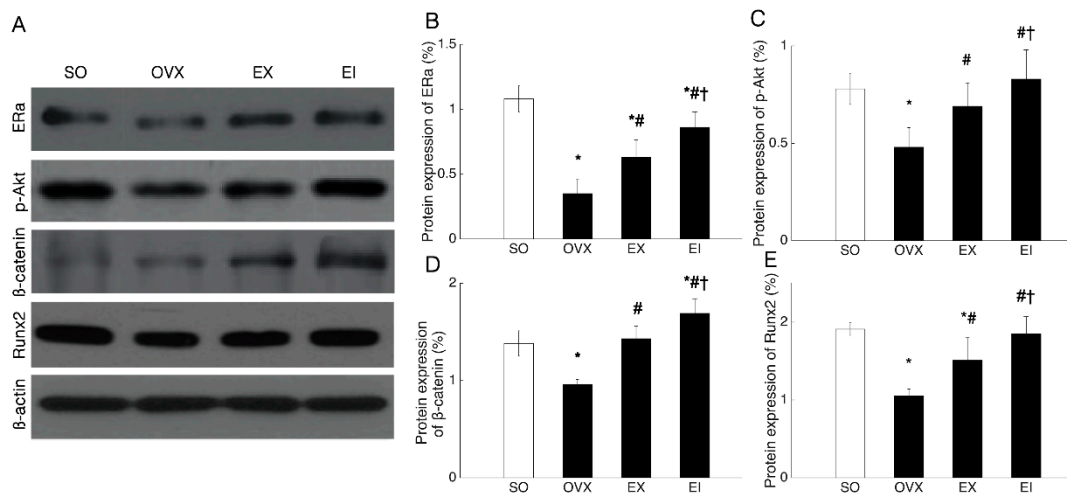 A
SO OVX EX EI
ERa
p-Akt
ß-catenin
Runx2
ß-actin
B
Protein expression of ERa (%)
1.5
1
0.5
0
*
*#
*#†
SO OVX EX EI
C
Protein expression of p-Akt (%)
1
0.5
0
*
#
#†
SO OVX EX EI
D
Protein expression
of β-catenin (%)
2
1
0
*
#
*#†
SO OVX EX EI
E
Protein expression of Runx2 (%)
2
1
0
*
*#
#†
SO OVX EX EI